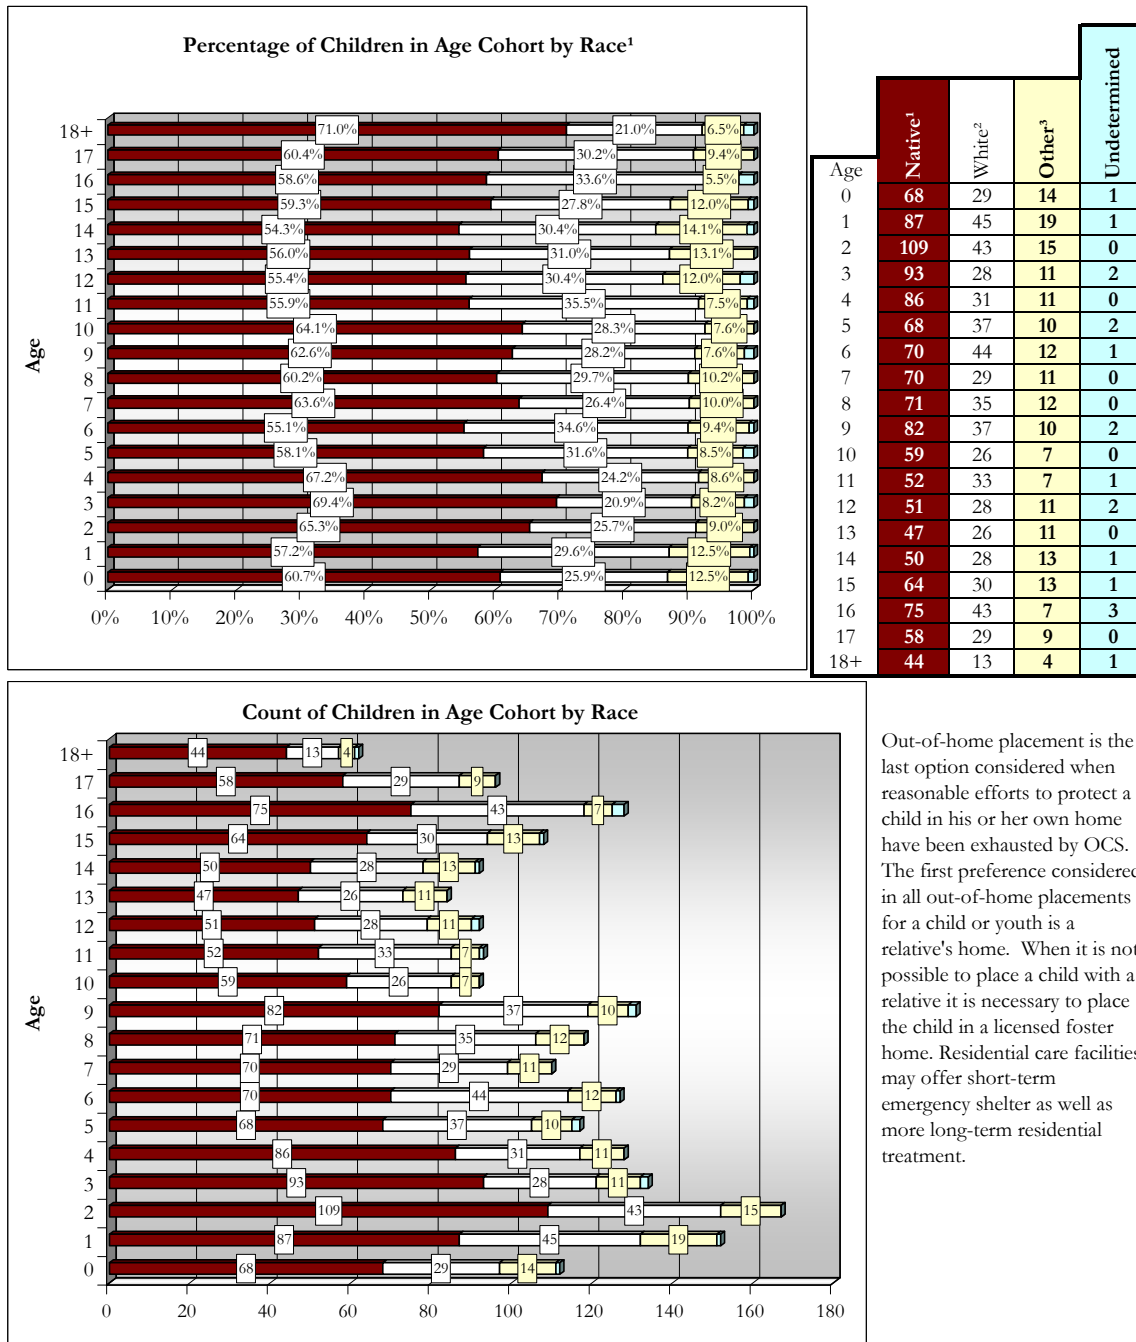 Percentage of Children in Age Cohort by Race¹
Age
18+ 71.0% 21.0% 6.5%
17 60.4% 30.2% 9.4%
16 58.6% 33.6% 5.5%
15 59.3% 27.8% 12.0%
14 54.3% 30.4% 14.1%
13 56.0% 31.0% 13.1%
12 55.4% 30.4% 12.0%
11 55.9% 35.5% 7.5%
10 64.1% 28.3% 7.6%
9 62.6% 28.2% 7.6%
8 60.2% 29.7% 10.2%
7 63.6% 26.4% 10.0%
6 55.1% 34.6% 9.4%
5 58.1% 31.6% 8.5%
4 67.2% 24.2% 8.6%
3 69.4% 20.9% 8.2%
2 65.3% 25.7% 9.0%
1 57.2% 29.6% 12.5%
0 60.7% 25.9% 12.5%
0% 10% 20% 30% 40% 50% 60% 70% 80% 90% 100%
Age Native¹ White² Other³ Undetermined
0 68 29 14 1
1 87 45 19 1
2 109 43 15 0
3 93 28 11 2
4 86 31 11 0
5 68 37 10 2
6 70 44 12 1
7 70 29 11 0
8 71 35 12 0
9 82 37 10 2
10 59 26 7 0
11 52 33 7 1
12 51 28 11 2
13 47 26 11 0
14 50 28 13 1
15 64 30 13 1
16 75 43 7 3
17 58 29 9 0
18+ 44 13 4 1
Count of Children in Age Cohort by Race
Age
18+ 44 13 4
17 58 29 9
16 75 43 7
15 64 30 13
14 50 28 13
13 47 26 11
12 51 28 11
11 52 33 7
10 59 26 7
9 82 37 10
8 71 35 12
7 70 29 11
6 70 44 12
5 68 37 10
4 86 31 11
3 93 28 11
2 109 43 15
1 87 45 19
0 68 29 14
0 20 40 60 80 100 120 140 160 180
Out-of-home placement is the
last option considered when
reasonable efforts to protect a
child in his or her own home
have been exhausted by OCS.
The first preference considered
in all out-of-home placements
for a child or youth is a
relative's home. When it is not
possible to place a child with a
relative it is necessary to place
the child in a licensed foster
home. Residential care facilities
may offer short-term
emergency shelter as well as
more long-term residential
treatment.